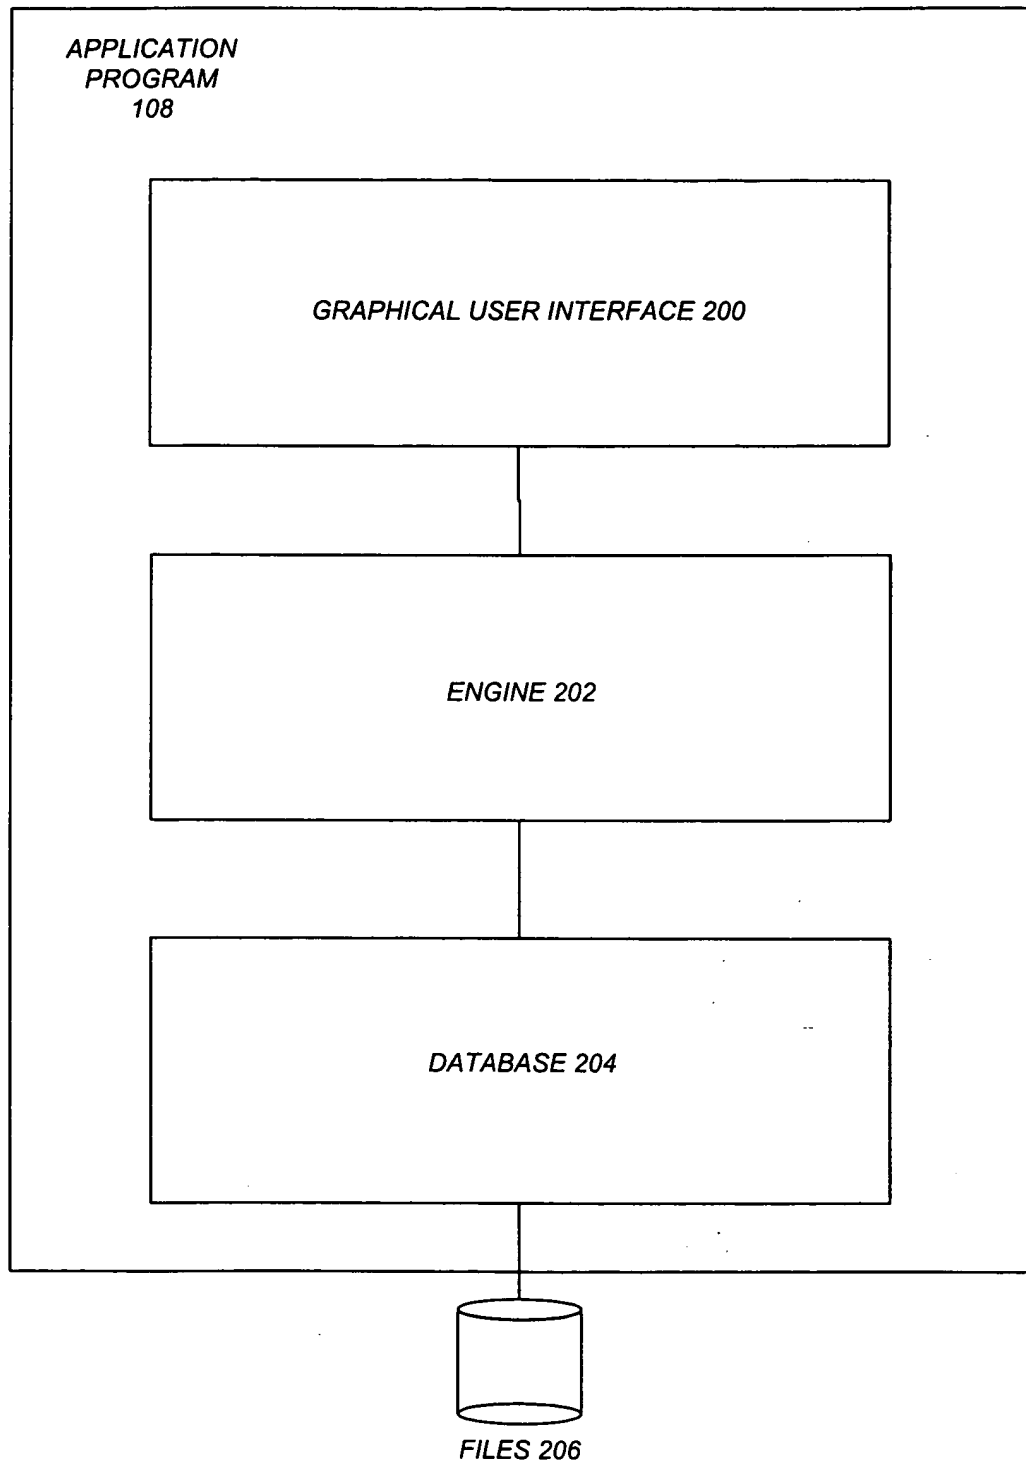 APPLICATION
PROGRAM
108
GRAPHICAL USER INTERFACE 200
ENGINE 202
DATABASE 204
FILES 206